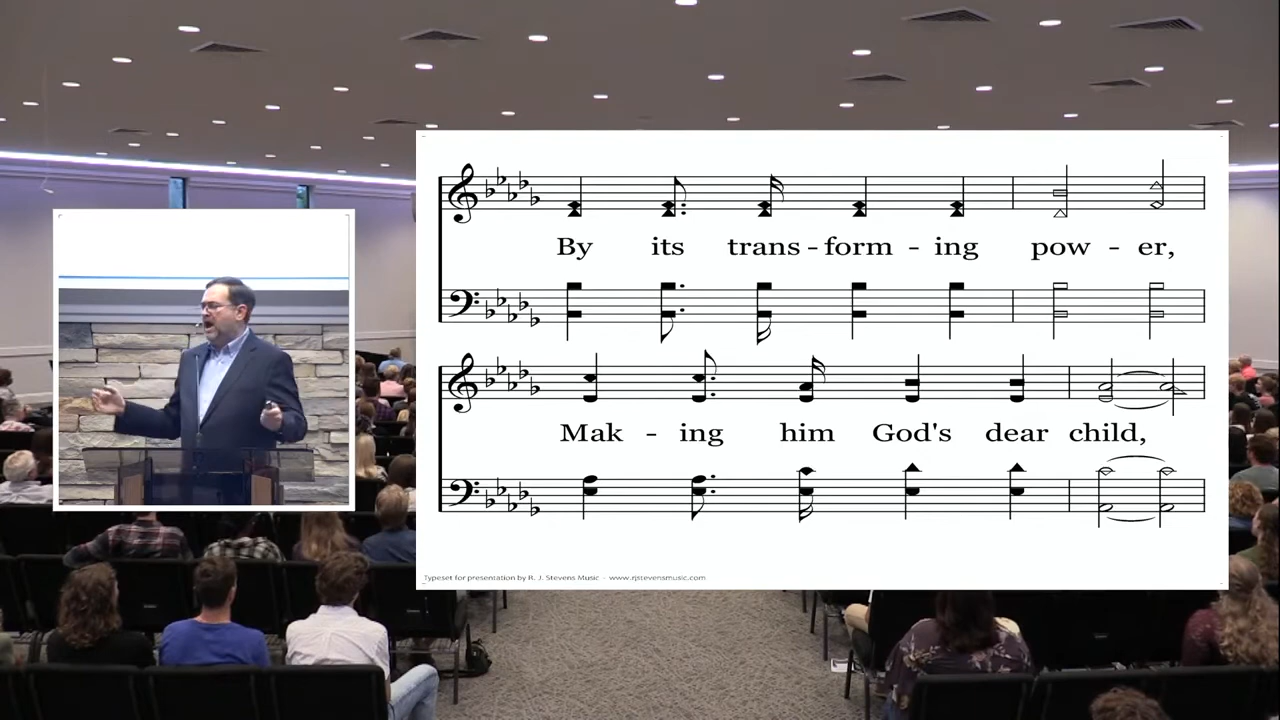 By its trans - form - ing pow - er,
Mak - ing him God's dear child,
Typeset for presentation by R. J. Stevens Music - www.rjstevensmusic.com